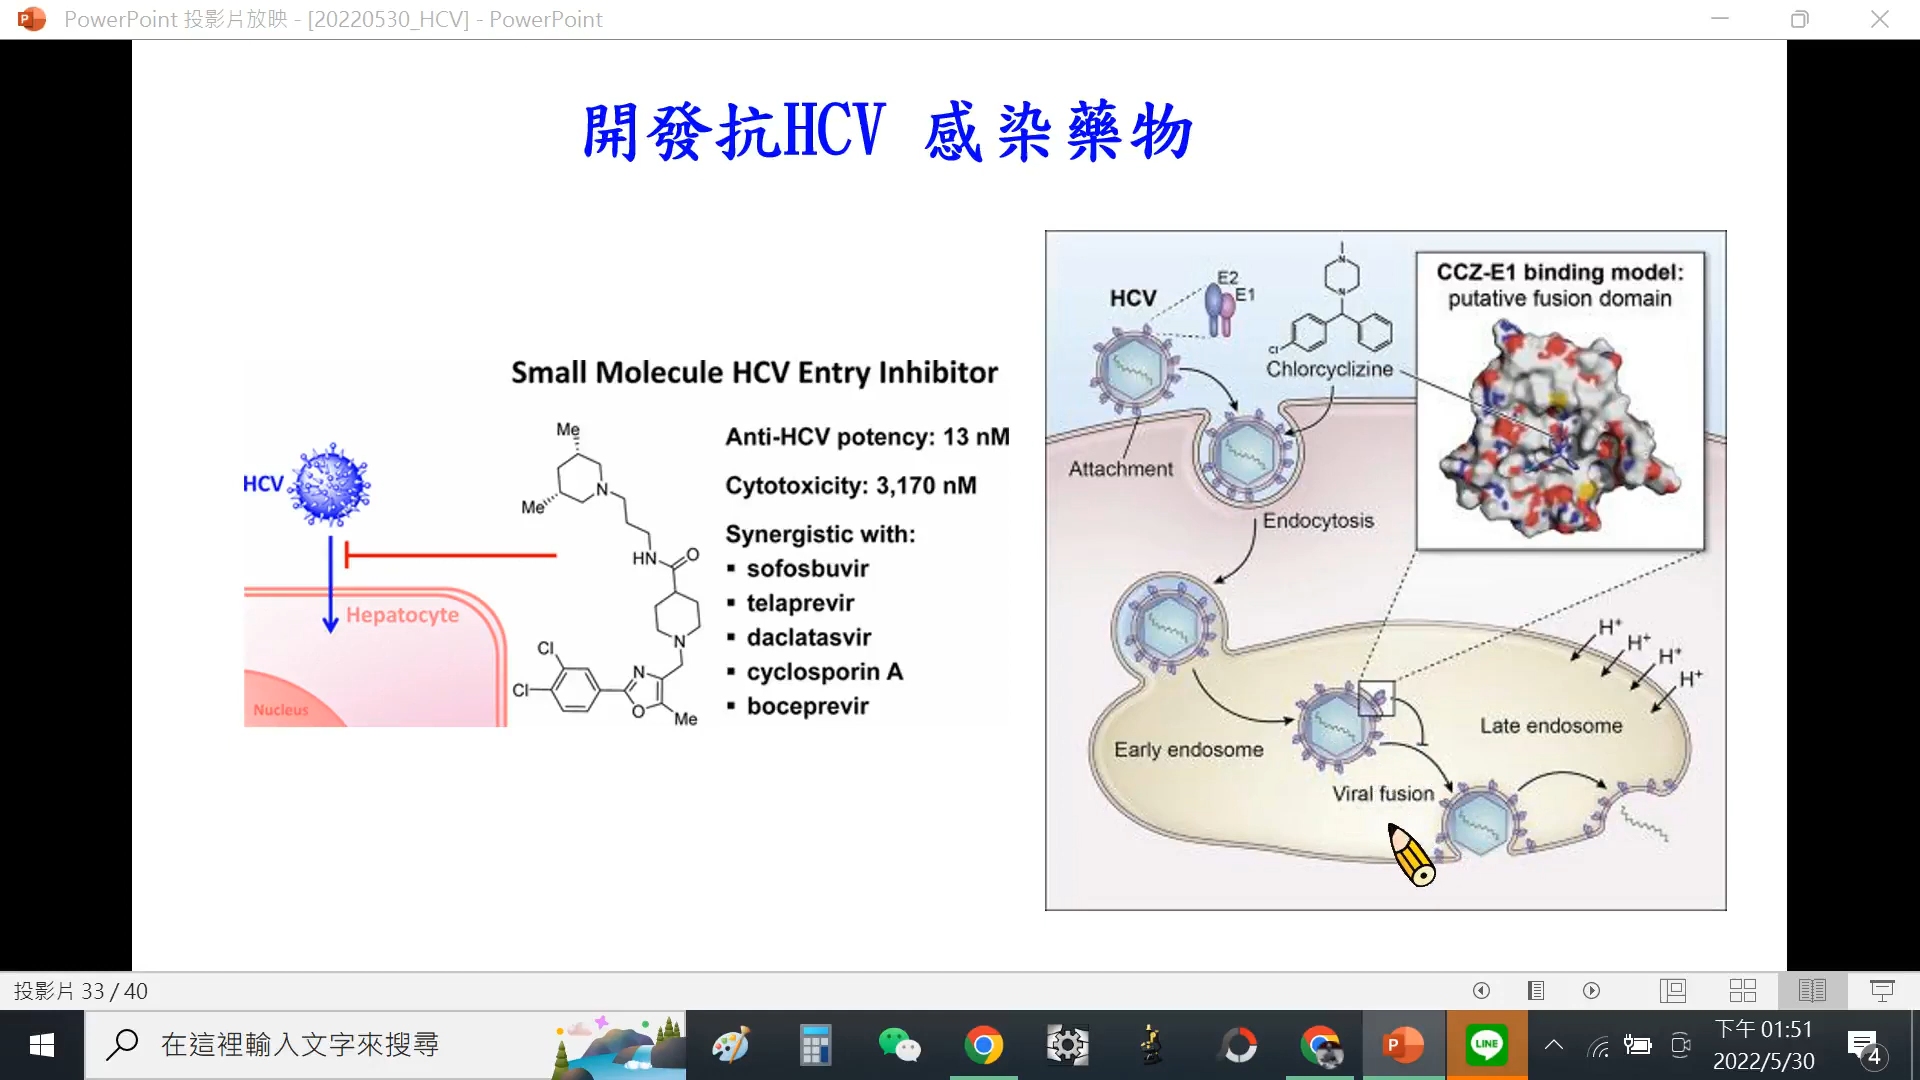 PowerPoint 投影片放映 - [20220530_HCV] - PowerPoint
開發抗HCV 感染藥物
Small Molecule HCV Entry Inhibitor
HCV
Hepatocyte
Nucleus
Me
Me
N
HN
O
N
Cl
Cl
N
O
Me
Anti-HCV potency: 13 nM
Cytotoxicity: 3,170 nM
Synergistic with:
▪ sofosbuvir
▪ telaprevir
▪ daclatasvir
▪ cyclosporin A
▪ boceprevir
HCV
E2
E1
N
N
Cl
Chlorcyclizine
CCZ-E1 binding model:
putative fusion domain
Attachment
Endocytosis
Early endosome
Late endosome
H+
H+
H+
H+
Viral fusion
投影片 33 / 40
在這裡輸入文字來搜尋
P
LINE
下午 01:51
2022/5/30
4